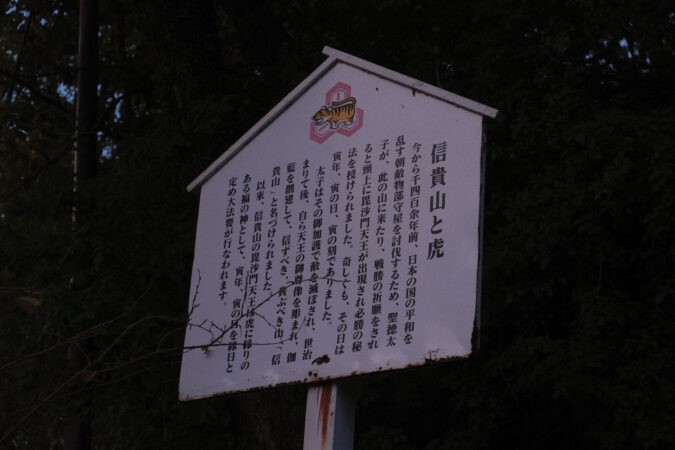 信貴山と虎
今から千四百余年前、日本の国の平和を
乱す朝敵物部守屋を討伐するため、聖徳太
子が、此の山に来たり、戦勝の祈願をされ
ると頭上に毘沙門天王が出現され必勝の秘
法を授けられました。奇しくも、その日は
寅年、寅の日、寅の刻でありました。
太子はその御加護で敵を滅ぼされ、世治
まりて後、自ら天王の御尊像を彫まれ、伽
藍を創建して、信ずべき、貴ぶべき山、「信
貴山」と名づけられました。
以来、信貴山の毘沙門天王は虎に縁りの
ある福の神として、寅年、寅の日を縁日と
定め大法要が行なわれます。